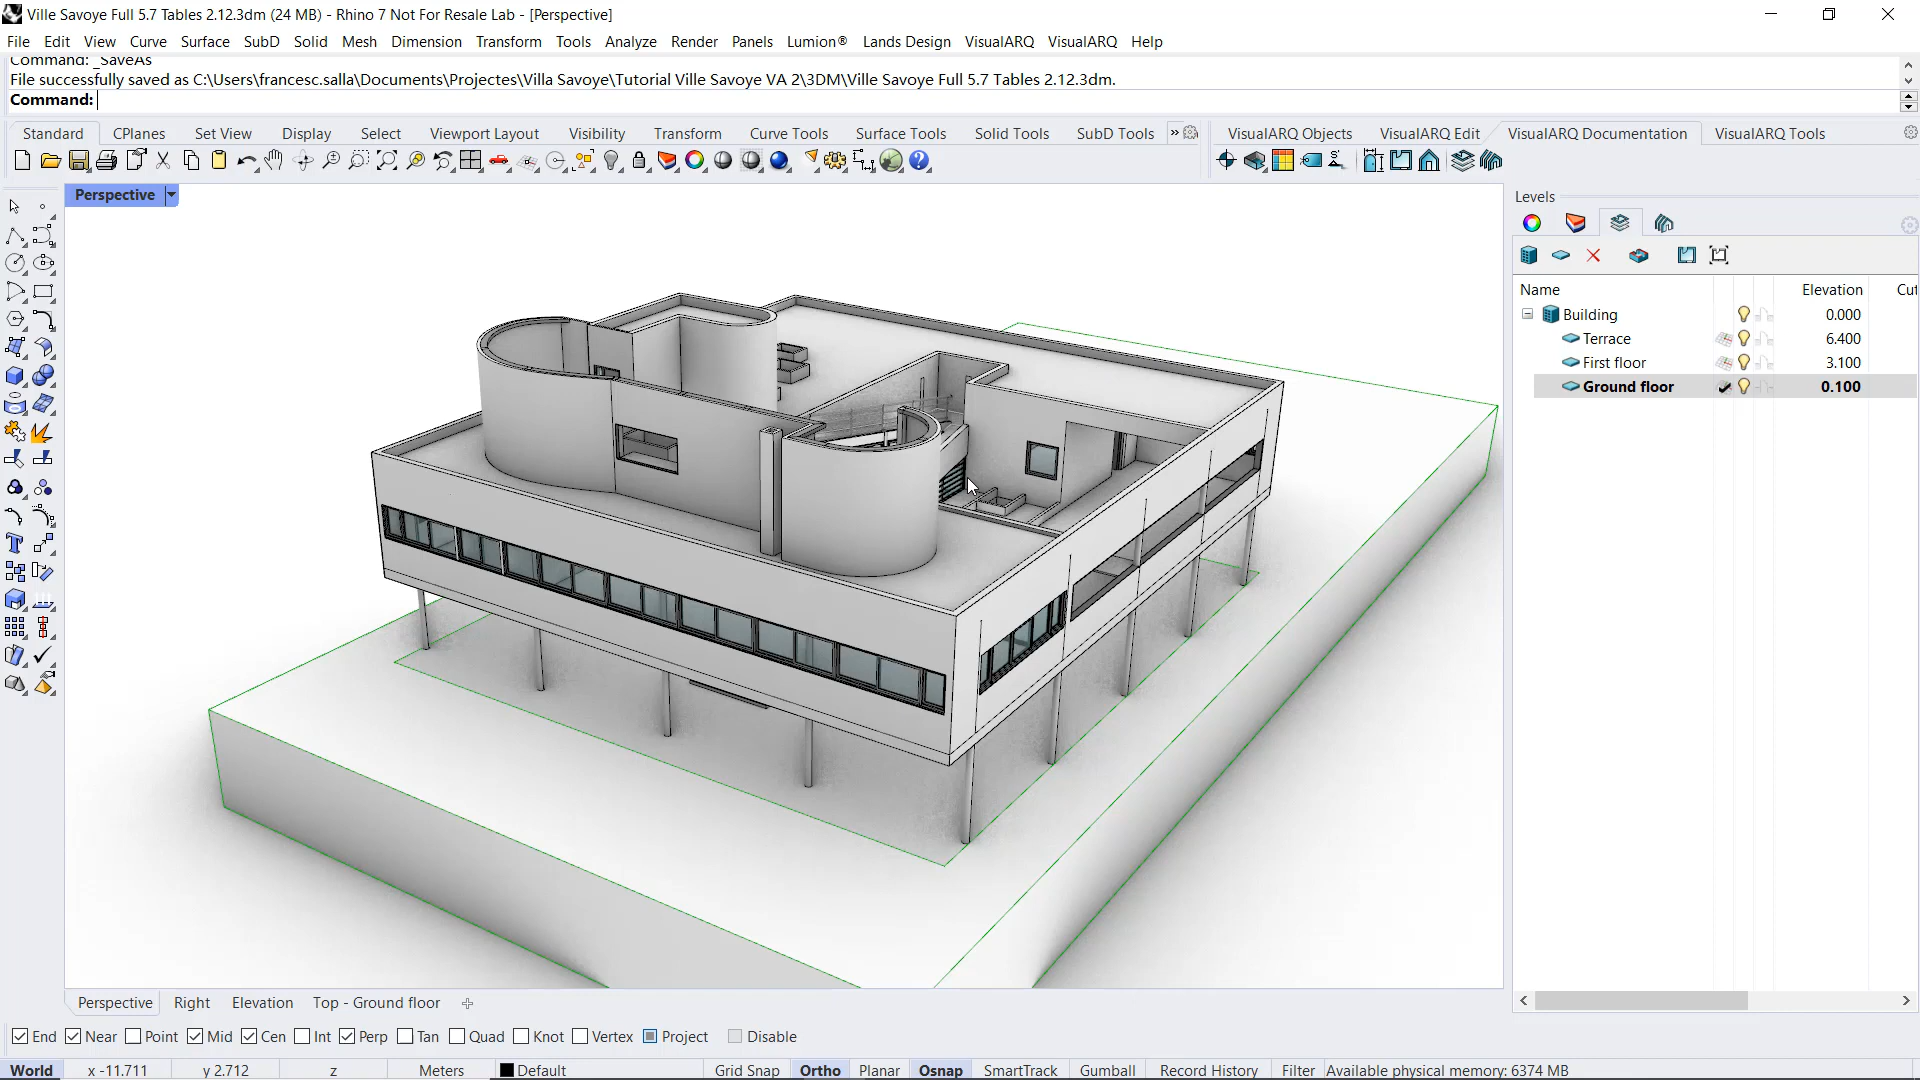 Ville Savoye Full 5.7 Tables 2.12.3dm (24 MB) - Rhino 7 Not For Resale Lab - [Perspective]
File Edit View Curve Surface SubD Solid Mesh Dimension Transform Tools Analyze Render Panels Lumion® Lands Design VisualARQ VisualARQ Help
Command: _SaveAs
File successfully saved as C:\Users\francesc.salla\Documents\Projectes\Villa Savoye\Tutorial Ville Savoye VA 2\3DM\Ville Savoye Full 5.7 Tables 2.12.3dm.
Command:
Standard CPlanes Set View Display Select Viewport Layout Visibility Transform Curve Tools Surface Tools Solid Tools SubD Tools » VisualARQ Objects VisualARQ Edit VisualARQ Documentation VisualARQ Tools
Perspective
Levels
Name Elevation Cut
Building 0.000
Terrace 6.400
First floor 3.100
Ground floor 0.100
Perspective Right Elevation Top - Ground floor
End Near Point Mid Cen Int Perp Tan Quad Knot Vertex Project Disable
World x -11.711 y 2.712 z Meters Default Grid Snap Ortho Planar Osnap SmartTrack Gumball Record History Filter Available physical memory: 6374 MB